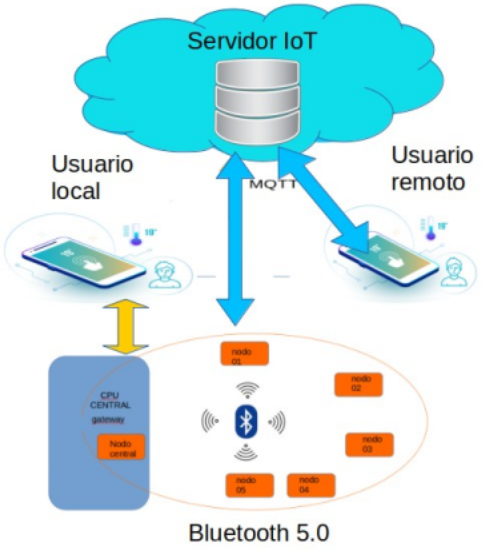 Servidor IoT
Usuario
local
MQTT
Usuario
remoto
19°
19°
CPU
CENTRAL
gateway
Nodo
central
nodo
01
nodo
02
nodo
03
nodo
04
nodo
05
Bluetooth 5.0